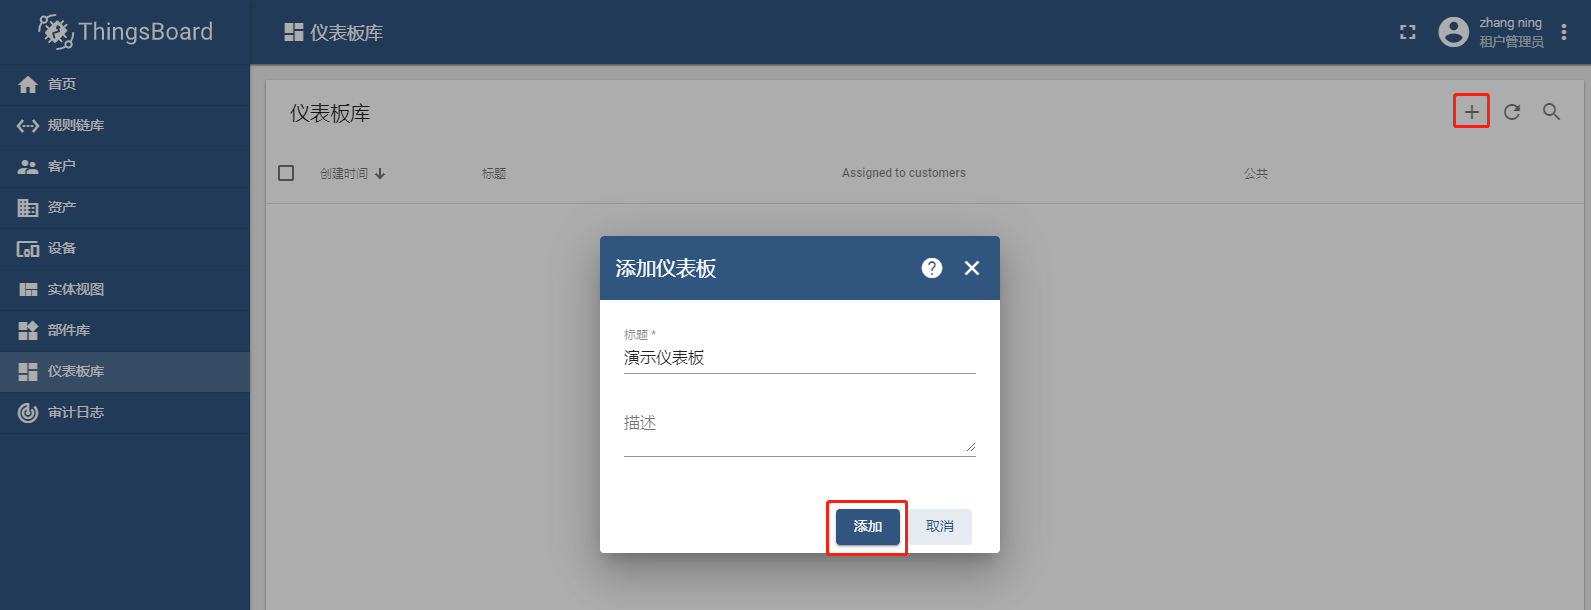 ThingsBoard
仪表板库
zhang ning
租户管理员
首页
规则链库
客户
资产
设备
实体视图
部件库
仪表板库
审计日志
仪表板库
创建时间 标题 Assigned to customers 公共
添加仪表板
标题 *
演示仪表板
描述
添加 取消